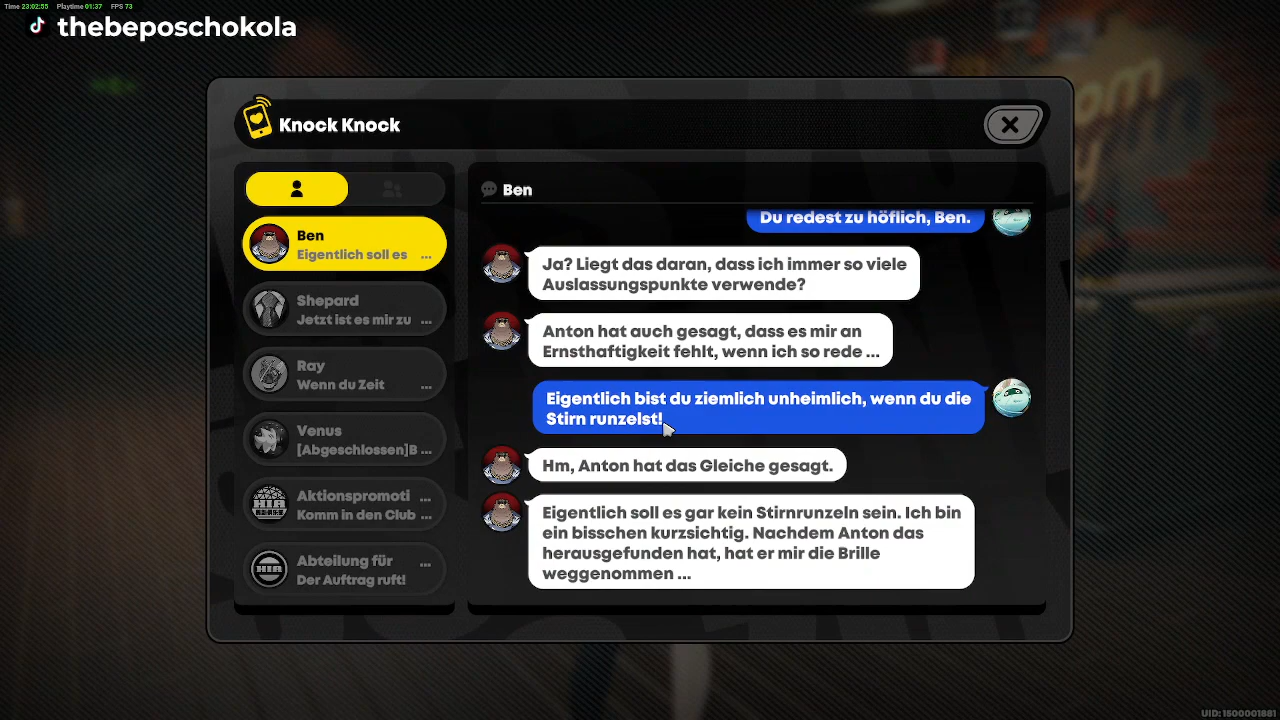 Time 23:02:55 Playtime 01:37 FPS 73
thebeposchokola
Knock Knock
Ben
Eigentlich soll es ...
Shepard
Jetzt ist es mir zu ...
Ray
Wenn du Zeit ...
Venus
[Abgeschlossen]B ...
Aktionspromoti ...
Komm in den Club ...
Abteilung für ...
Der Auftrag ruft!
Ben
Du redest zu höflich, Ben.
Ja? Liegt das daran, dass ich immer so viele
Auslassungspunkte verwende?
Anton hat auch gesagt, dass es mir an
Ernsthaftigkeit fehlt, wenn ich so rede ...
Eigentlich bist du ziemlich unheimlich, wenn du die
Stirn runzelst!
Hm, Anton hat das Gleiche gesagt.
Eigentlich soll es gar kein Stirnrunzeln sein. Ich bin
ein bisschen kurzsichtig. Nachdem Anton das
herausgefunden hat, hat er mir die Brille
weggenommen ...
UID: 1500001881